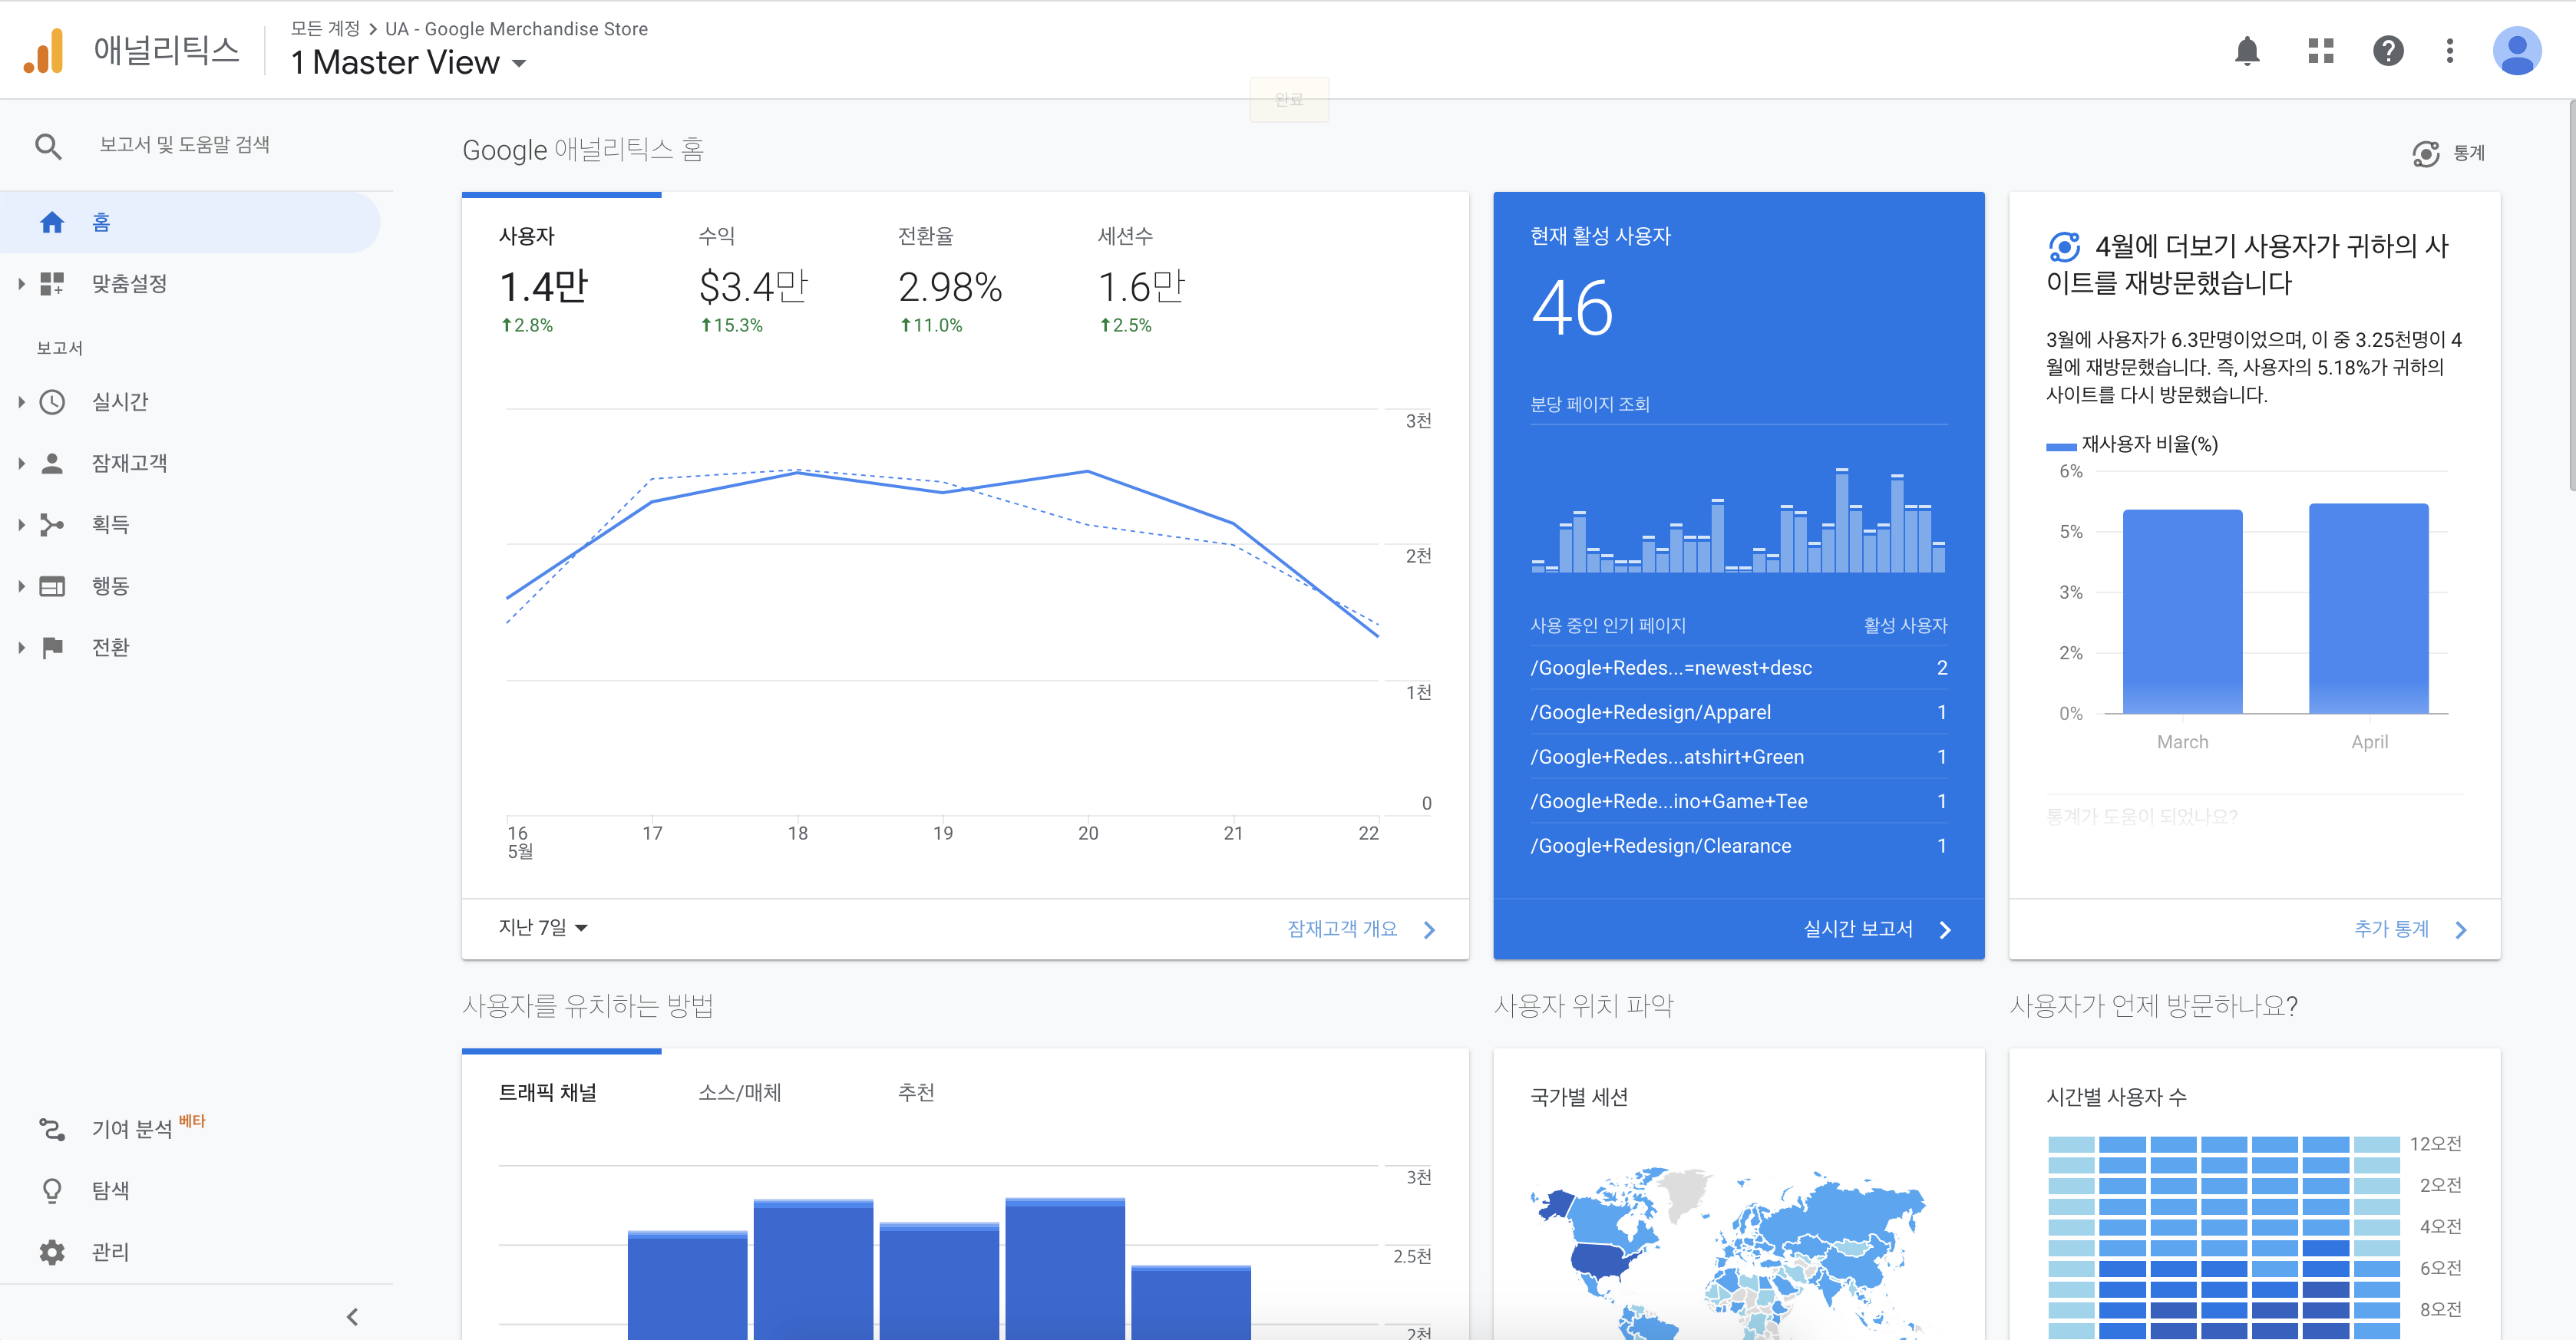 애널리틱스
모든 계정 > UA - Google Merchandise Store
1 Master View
완료
보고서 및 도움말 검색
홈
맞춤설정
보고서
실시간
잠재고객
획득
행동
전환
기여 분석 베타
탐색
관리
Google 애널리틱스 홈
통계
사용자 수익 전환율 세션수
1.4만 $3.4만 2.98% 1.6만
2.8% 15.3% 11.0% 2.5%
3천
2천
1천
0
16 17 18 19 20 21 22
5월
지난 7일
잠재고객 개요
현재 활성 사용자
46
분당 페이지 조회
사용 중인 인기 페이지 활성 사용자
/Google+Redes...=newest+desc 2
/Google+Redesign/Apparel 1
/Google+Redes...atshirt+Green 1
/Google+Rede...ino+Game+Tee 1
/Google+Redesign/Clearance 1
실시간 보고서
4월에 더보기 사용자가 귀하의 사
이트를 재방문했습니다
3월에 사용자가 6.3만명이었으며, 이 중 3.25천명이 4
월에 재방문했습니다. 즉, 사용자의 5.18%가 귀하의
사이트를 다시 방문했습니다.
재사용자 비율(%)
6%
5%
3%
2%
0%
March April
통계가 도움이 되었나요?
추가 통계
사용자를 유치하는 방법
트래픽 채널 소스/매체 추천
3천
2.5천
2천
사용자 위치 파악
국가별 세션
사용자가 언제 방문하나요?
시간별 사용자 수
12오전
2오전
4오전
6오전
8오전